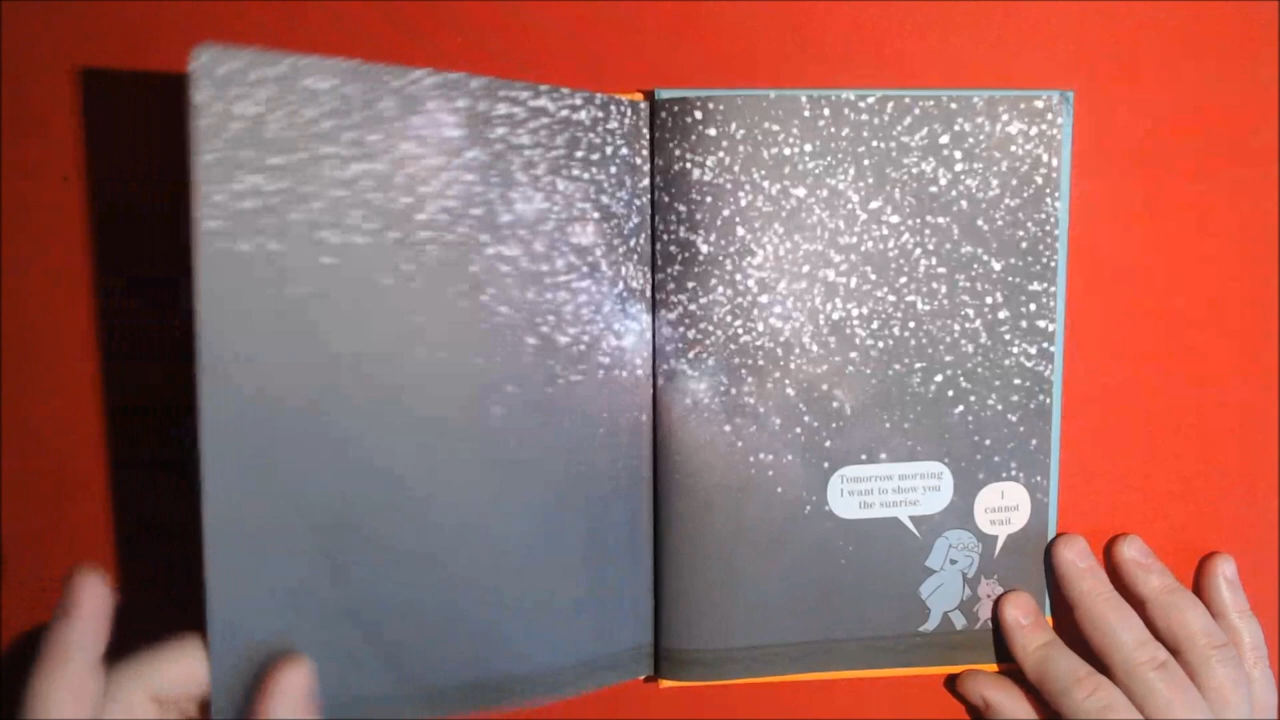 Tomorrow morning
I want to show you
the sunrise.
I
cannot
wait.